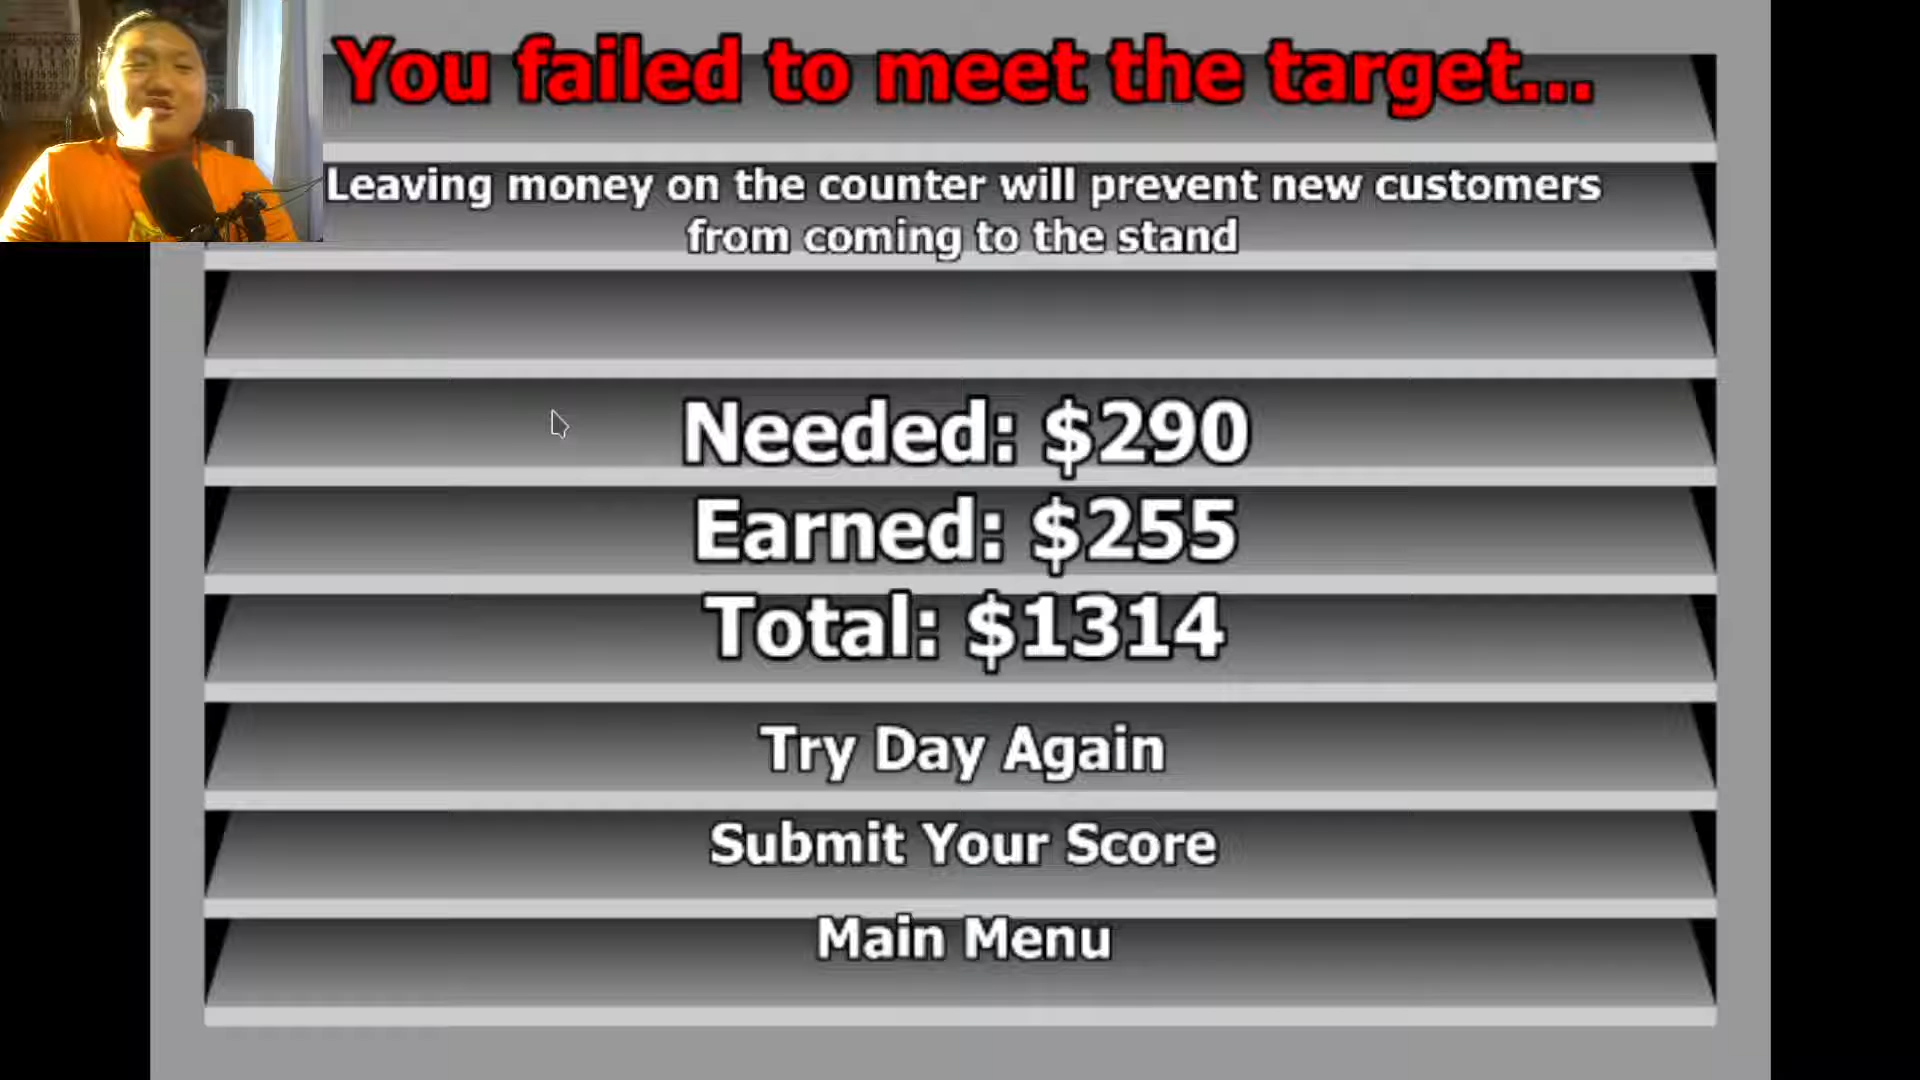 You failed to meet the target...
Leaving money on the counter will prevent new customers
from coming to the stand
Needed: $290
Earned: $255
Total: $1314
Try Day Again
Submit Your Score
Main Menu